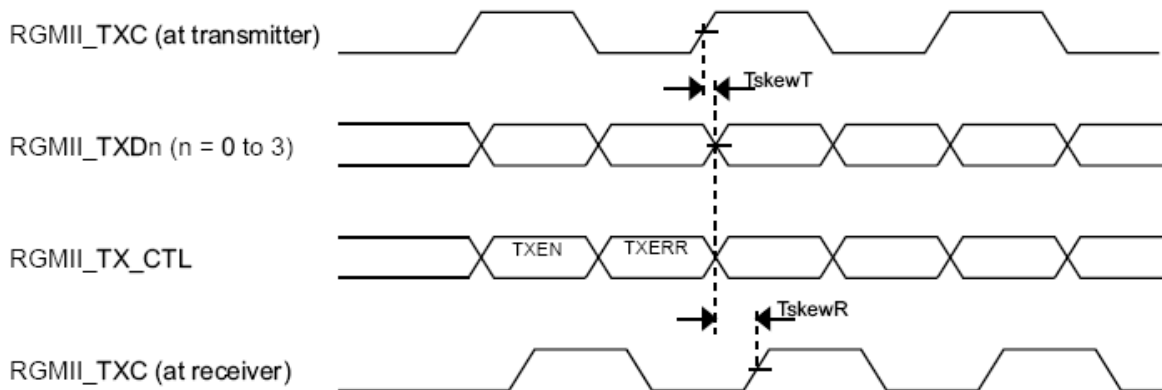 RGMII_TXC (at transmitter)
TskewT
RGMII_TXDn (n = 0 to 3)
RGMII_TX_CTL
TXEN
TXERR
TskewR
RGMII_TXC (at receiver)